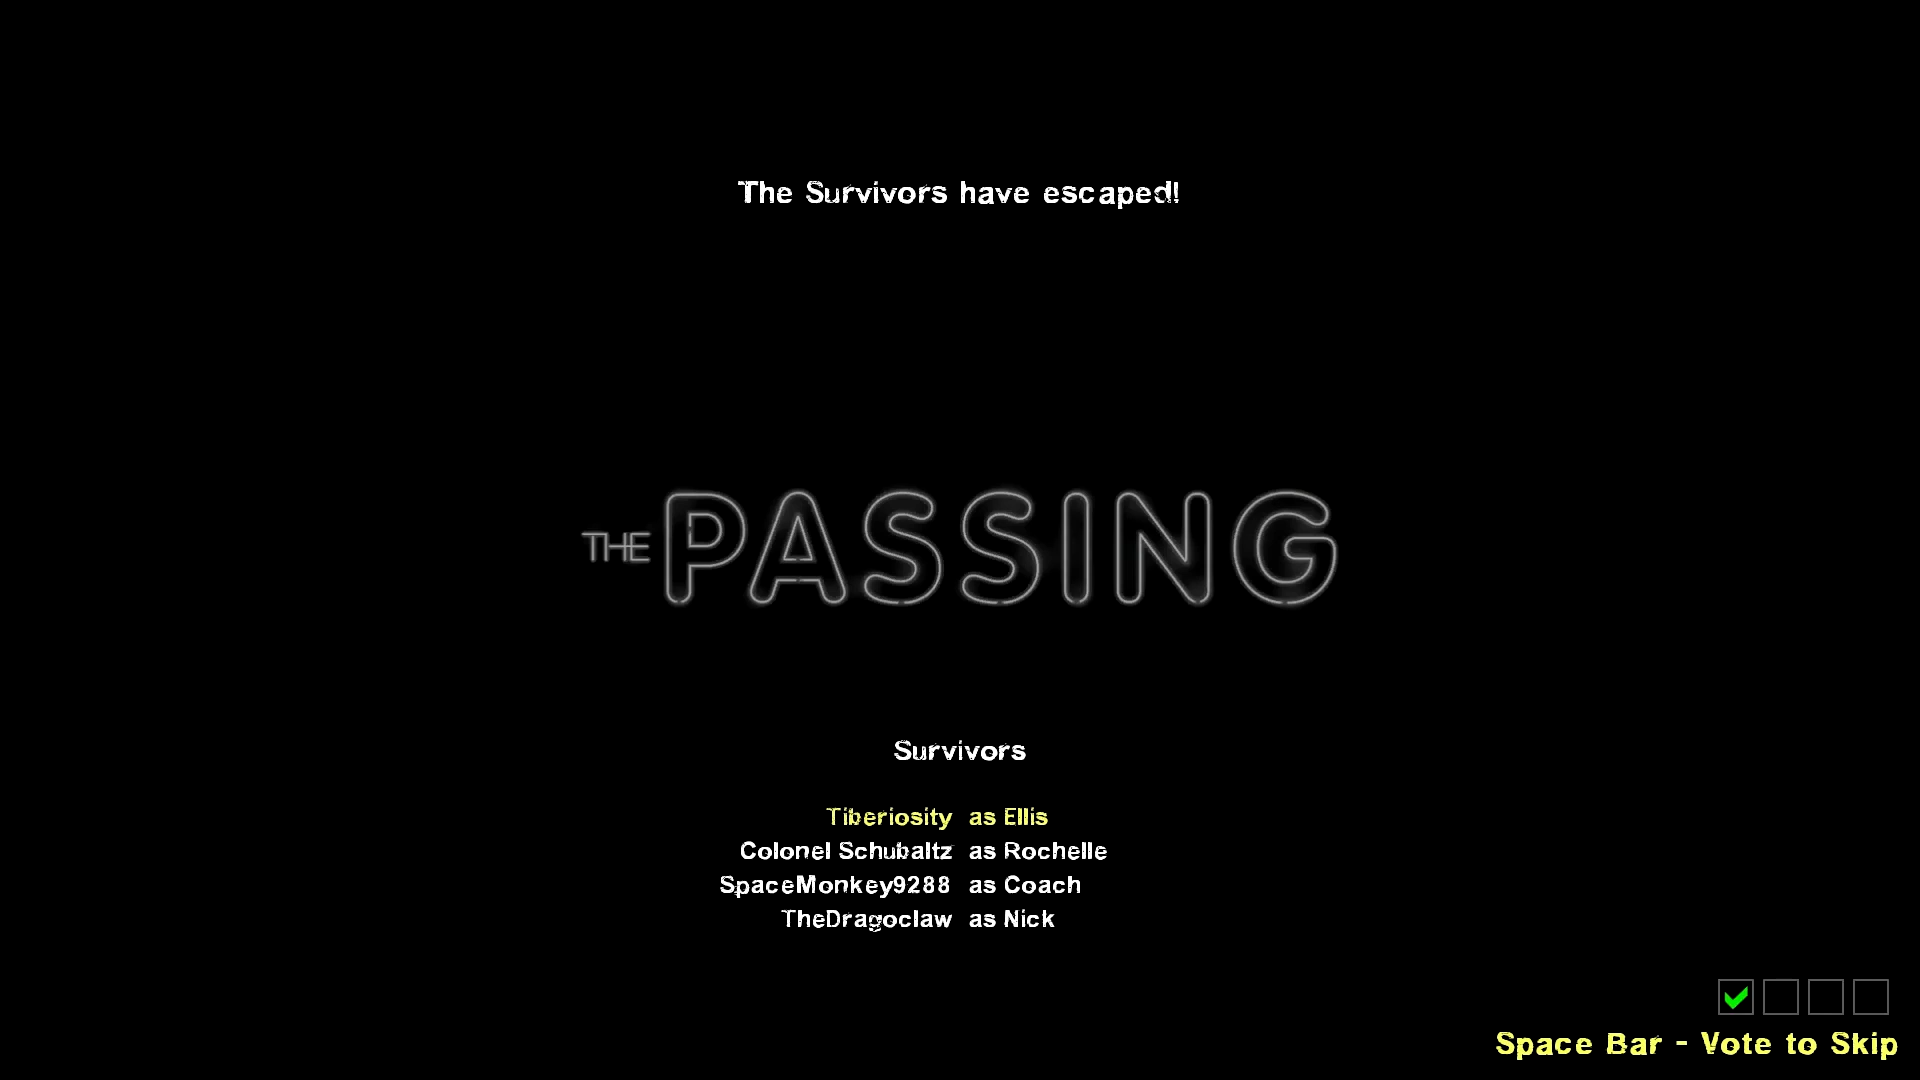 The Survivors have escaped!
THE PASSING
Survivors
Tiberiosity as Ellis
Colonel Schubaltz as Rochelle
SpaceMonkey9288 as Coach
TheDragoclaw as Nick
Space Bar - Vote to Skip